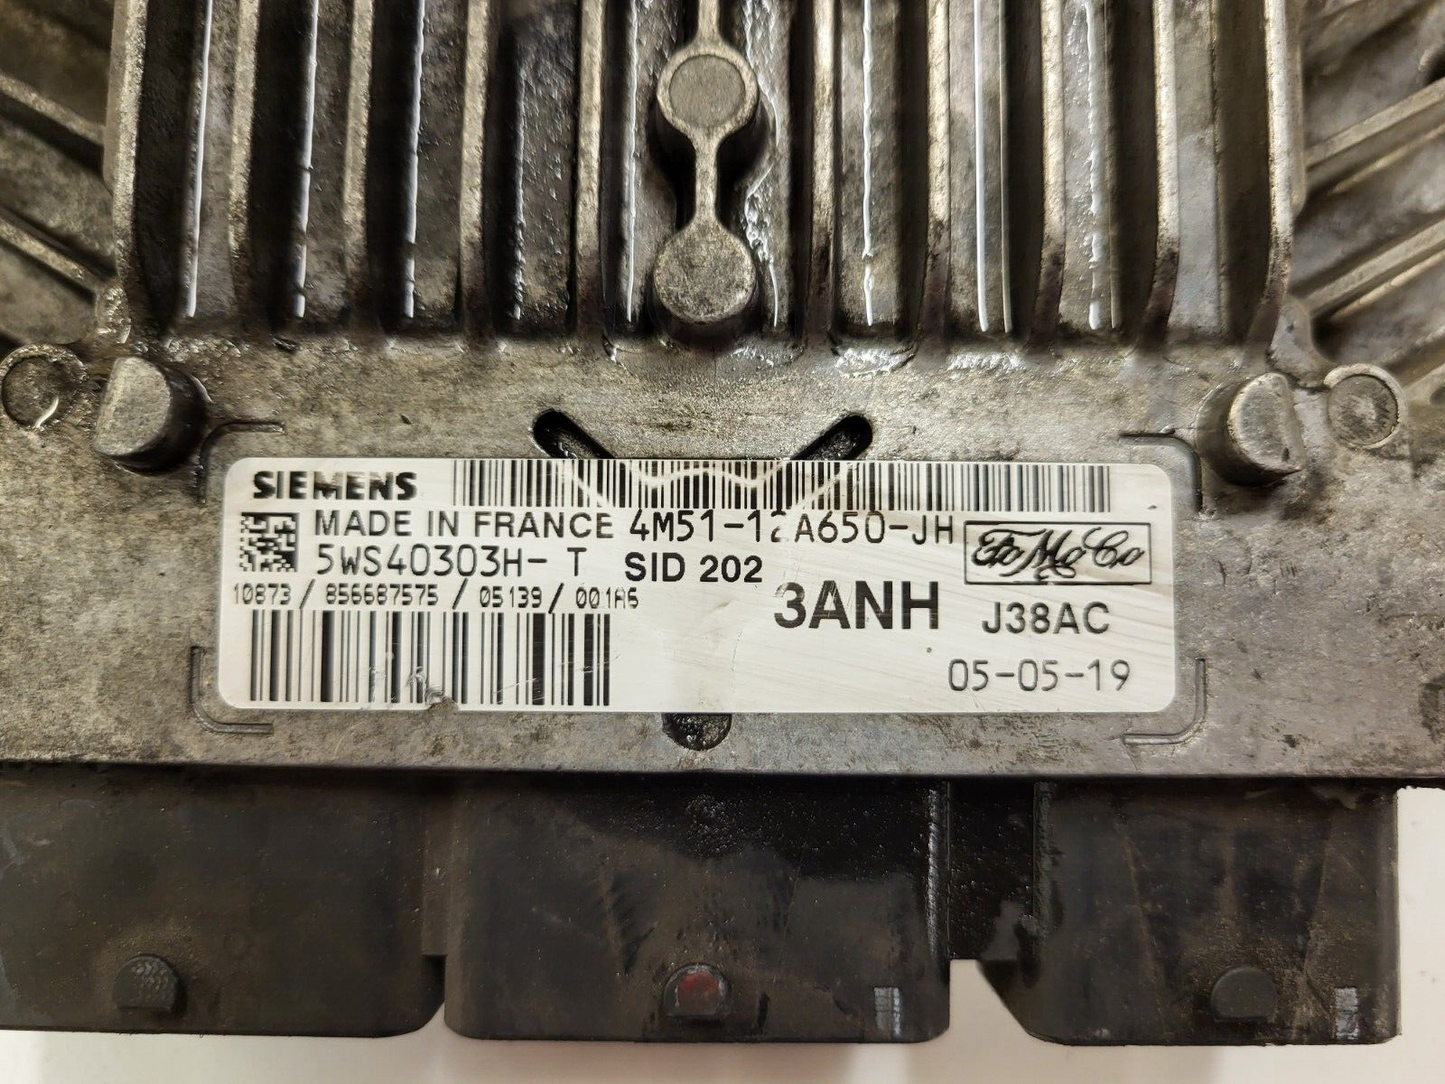 SIEMENS
MADE IN FRANCE 4M51-12A650-JH
5WS40303H- T SID 202
FoMoCo
10873 / 856687575 / 05139 / 001A6
3ANH J38AC
05-05-19